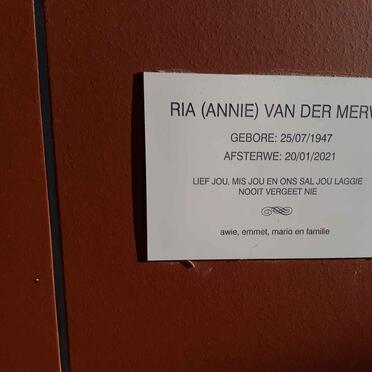 RIA (ANNIE) VAN DER MERW
GEBORE: 25/07/1947
AFSTERWE: 20/01/2021
LIEF JOU, MIS JOU EN ONS SAL JOU LAGGIE
NOOIT VERGEET NIE
awie, emmet, mario en familie